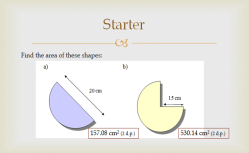 Starter
Find the area of these shapes:
a) b)
20 cm
15 cm
157.08 cm² (2 d.p.) 530.14 cm² (2 d.p.)